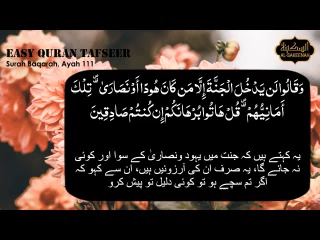 EASY QURAN TAFSEER
Surah Baqarah, Ayah 111
AL-SAKEENAH
وَقَالُوا لَن يَدْخُلَ الْجَنَّةَ إِلَّا مَن كَانَ هُودًا أَوْ نَصَارَىٰ ۗ تِلْكَ
أَمَانِيُّهُمْ ۗ قُلْ هَاتُوا بُرْهَانَكُمْ إِن كُنتُمْ صَادِقِينَ
یہ کہتے ہیں کہ جنت میں یہود ونصاریٰ کے سوا اور کوئی
نہ جائے گا، یہ صرف ان کی آرزوئیں ہیں، ان سے کہو کہ
اگر تم سچے ہو تو کوئی دلیل تو پیش کرو